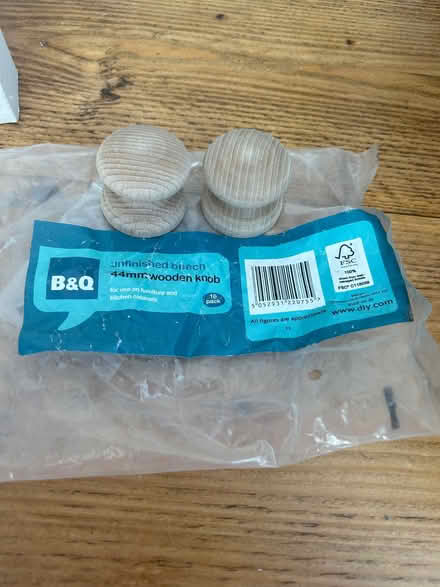 B&Q
unfinished beech
44mm wooden knob
for use on furniture and
kitchen cabinets
10
pack
All figures are approximate
FSC
100%
www.diy.com